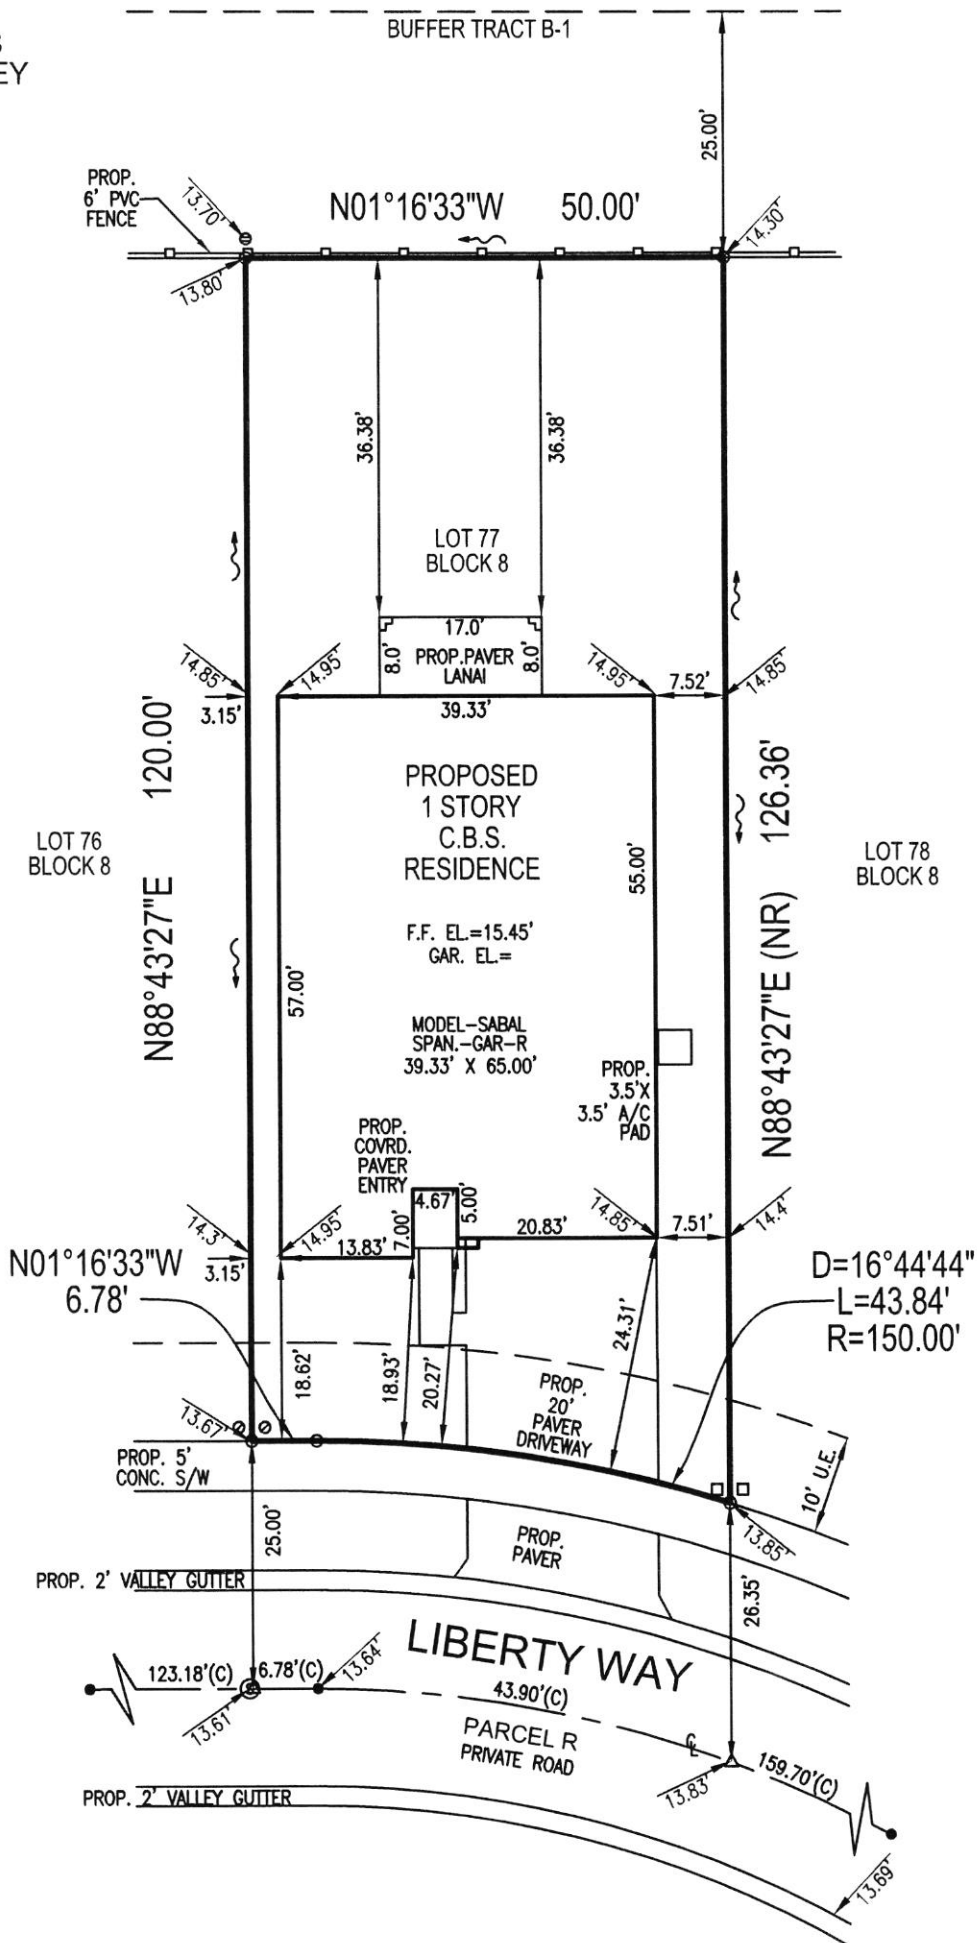 BUFFER TRACT B-1
EY
25.00'
PROP.
6' PVC
FENCE
13.70'
N01°16'33"W 50.00'
14.30'
13.80'
36.38'
36.38'
LOT 77
BLOCK 8
17.0'
8.0'
PROP.PAVER
LANAI
8.0'
14.85'
14.95'
14.95'
7.52'
14.85'
3.15'
39.33'
N88°43'27"E 120.00'
PROPOSED
1 STORY
C.B.S.
RESIDENCE
LOT 76
BLOCK 8
55.00'
N88°43'27"E (NR) 126.36'
LOT 78
BLOCK 8
F.F. EL.=15.45'
GAR. EL.=
57.00'
MODEL-SABAL
SPAN.-GAR-R
39.33' X 65.00'
PROP.
3.5'X
3.5' A/C
PAD
PROP.
COVRD.
PAVER
ENTRY
4.67'
5.00'
7.00'
14.3'
14.95'
13.83'
20.83'
14.85'
7.51'
14.4'
3.15'
N01°16'33"W
6.78'
D=16°44'44"
L=43.84'
R=150.00'
18.62'
18.93'
20.27'
24.31'
PROP.
20'
PAVER
DRIVEWAY
13.67'
10' U.E.
PROP. 5'
CONC. S/W
25.00'
13.85'
PROP.
PAVER
PROP. 2' VALLEY GUTTER
26.35'
LIBERTY WAY
123.18'(C)
6.78'(C)
13.64'
43.90'(C)
13.61'
PARCEL R
PRIVATE ROAD
13.83'
159.70'(C)
PROP. 2' VALLEY GUTTER
13.69'